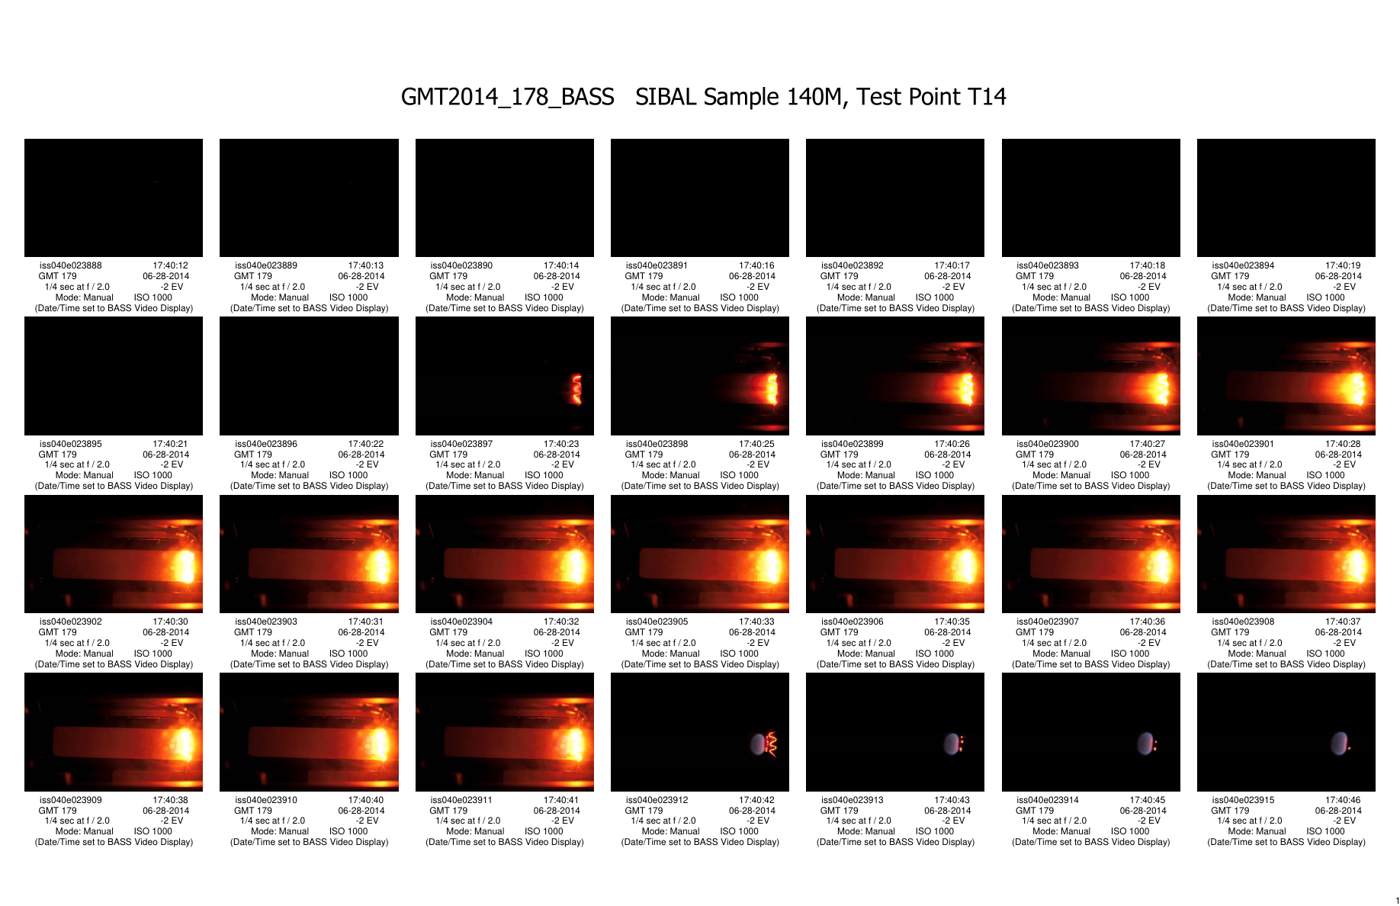 GMT2014_178_BASS   SIBAL Sample 140M, Test Point T14
iss040e023888 17:40:12 iss040e023889 17:40:13 iss040e023890 17:40:14 iss040e023891 17:40:16 iss040e023892 17:40:17 iss040e023893 17:40:18 iss040e023894 17:40:19
GMT 179 06-28-2014 GMT 179 06-28-2014 GMT 179 06-28-2014 GMT 179 06-28-2014 GMT 179 06-28-2014 GMT 179 06-28-2014 GMT 179 06-28-2014
1/4 sec at f / 2.0 -2 EV 1/4 sec at f / 2.0 -2 EV 1/4 sec at f / 2.0 -2 EV 1/4 sec at f / 2.0 -2 EV 1/4 sec at f / 2.0 -2 EV 1/4 sec at f / 2.0 -2 EV 1/4 sec at f / 2.0 -2 EV
Mode: Manual ISO 1000 Mode: Manual ISO 1000 Mode: Manual ISO 1000 Mode: Manual ISO 1000 Mode: Manual ISO 1000 Mode: Manual ISO 1000 Mode: Manual ISO 1000
(Date/Time set to BASS Video Display) (Date/Time set to BASS Video Display) (Date/Time set to BASS Video Display) (Date/Time set to BASS Video Display) (Date/Time set to BASS Video Display) (Date/Time set to BASS Video Display) (Date/Time set to BASS Video Display)
iss040e023895 17:40:21 iss040e023896 17:40:22 iss040e023897 17:40:23 iss040e023898 17:40:25 iss040e023899 17:40:26 iss040e023900 17:40:27 iss040e023901 17:40:28
GMT 179 06-28-2014 GMT 179 06-28-2014 GMT 179 06-28-2014 GMT 179 06-28-2014 GMT 179 06-28-2014 GMT 179 06-28-2014 GMT 179 06-28-2014
1/4 sec at f / 2.0 -2 EV 1/4 sec at f / 2.0 -2 EV 1/4 sec at f / 2.0 -2 EV 1/4 sec at f / 2.0 -2 EV 1/4 sec at f / 2.0 -2 EV 1/4 sec at f / 2.0 -2 EV 1/4 sec at f / 2.0 -2 EV
Mode: Manual ISO 1000 Mode: Manual ISO 1000 Mode: Manual ISO 1000 Mode: Manual ISO 1000 Mode: Manual ISO 1000 Mode: Manual ISO 1000 Mode: Manual ISO 1000
(Date/Time set to BASS Video Display) (Date/Time set to BASS Video Display) (Date/Time set to BASS Video Display) (Date/Time set to BASS Video Display) (Date/Time set to BASS Video Display) (Date/Time set to BASS Video Display) (Date/Time set to BASS Video Display)
iss040e023902 17:40:30 iss040e023903 17:40:31 iss040e023904 17:40:32 iss040e023905 17:40:33 iss040e023906 17:40:35 iss040e023907 17:40:36 iss040e023908 17:40:37
GMT 179 06-28-2014 GMT 179 06-28-2014 GMT 179 06-28-2014 GMT 179 06-28-2014 GMT 179 06-28-2014 GMT 179 06-28-2014 GMT 179 06-28-2014
1/4 sec at f / 2.0 -2 EV 1/4 sec at f / 2.0 -2 EV 1/4 sec at f / 2.0 -2 EV 1/4 sec at f / 2.0 -2 EV 1/4 sec at f / 2.0 -2 EV 1/4 sec at f / 2.0 -2 EV 1/4 sec at f / 2.0 -2 EV
Mode: Manual ISO 1000 Mode: Manual ISO 1000 Mode: Manual ISO 1000 Mode: Manual ISO 1000 Mode: Manual ISO 1000 Mode: Manual ISO 1000 Mode: Manual ISO 1000
(Date/Time set to BASS Video Display) (Date/Time set to BASS Video Display) (Date/Time set to BASS Video Display) (Date/Time set to BASS Video Display) (Date/Time set to BASS Video Display) (Date/Time set to BASS Video Display) (Date/Time set to BASS Video Display)
iss040e023909 17:40:38 iss040e023910 17:40:40 iss040e023911 17:40:41 iss040e023912 17:40:42 iss040e023913 17:40:43 iss040e023914 17:40:45 iss040e023915 17:40:46
GMT 179 06-28-2014 GMT 179 06-28-2014 GMT 179 06-28-2014 GMT 179 06-28-2014 GMT 179 06-28-2014 GMT 179 06-28-2014 GMT 179 06-28-2014
1/4 sec at f / 2.0 -2 EV 1/4 sec at f / 2.0 -2 EV 1/4 sec at f / 2.0 -2 EV 1/4 sec at f / 2.0 -2 EV 1/4 sec at f / 2.0 -2 EV 1/4 sec at f / 2.0 -2 EV 1/4 sec at f / 2.0 -2 EV
Mode: Manual ISO 1000 Mode: Manual ISO 1000 Mode: Manual ISO 1000 Mode: Manual ISO 1000 Mode: Manual ISO 1000 Mode: Manual ISO 1000 Mode: Manual ISO 1000
(Date/Time set to BASS Video Display) (Date/Time set to BASS Video Display) (Date/Time set to BASS Video Display) (Date/Time set to BASS Video Display) (Date/Time set to BASS Video Display) (Date/Time set to BASS Video Display) (Date/Time set to BASS Video Display)